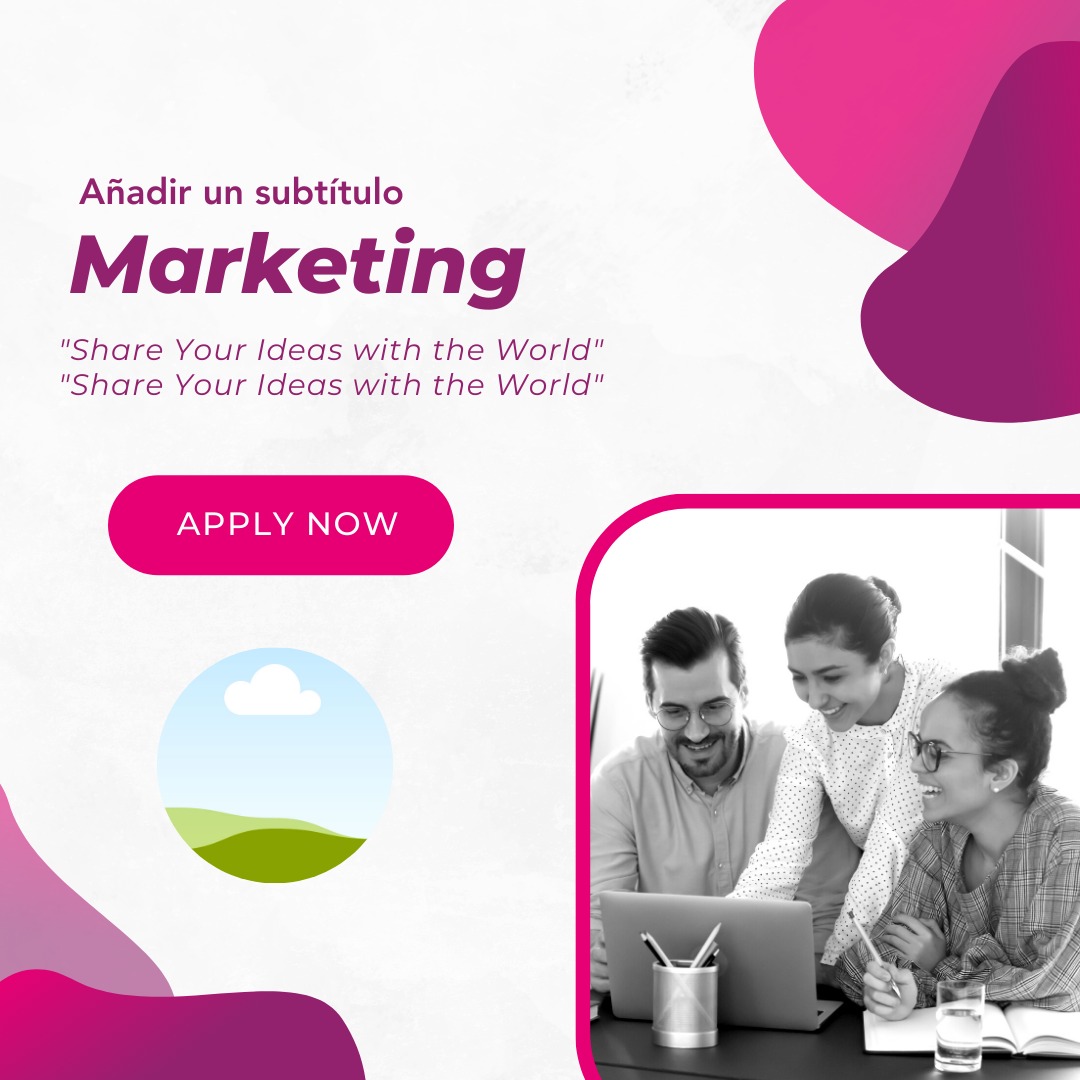 Añadir un subtítulo
Marketing
"Share Your Ideas with the World"
"Share Your Ideas with the World"
APPLY NOW